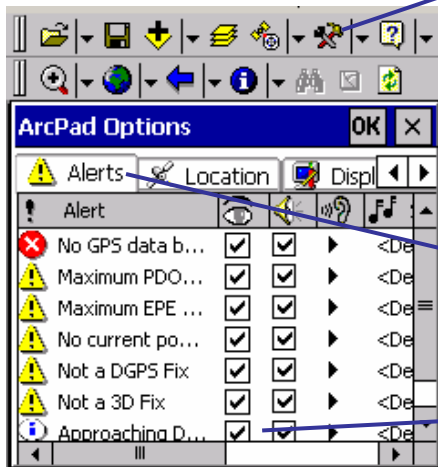 ArcPad Options OK
Alerts Location Displ
Alert
No GPS data b... <De
Maximum PDO... <De
Maximum EPE ... <De
No current po... <De
Not a DGPS Fix <De
Not a 3D Fix <De
Approaching D... <De